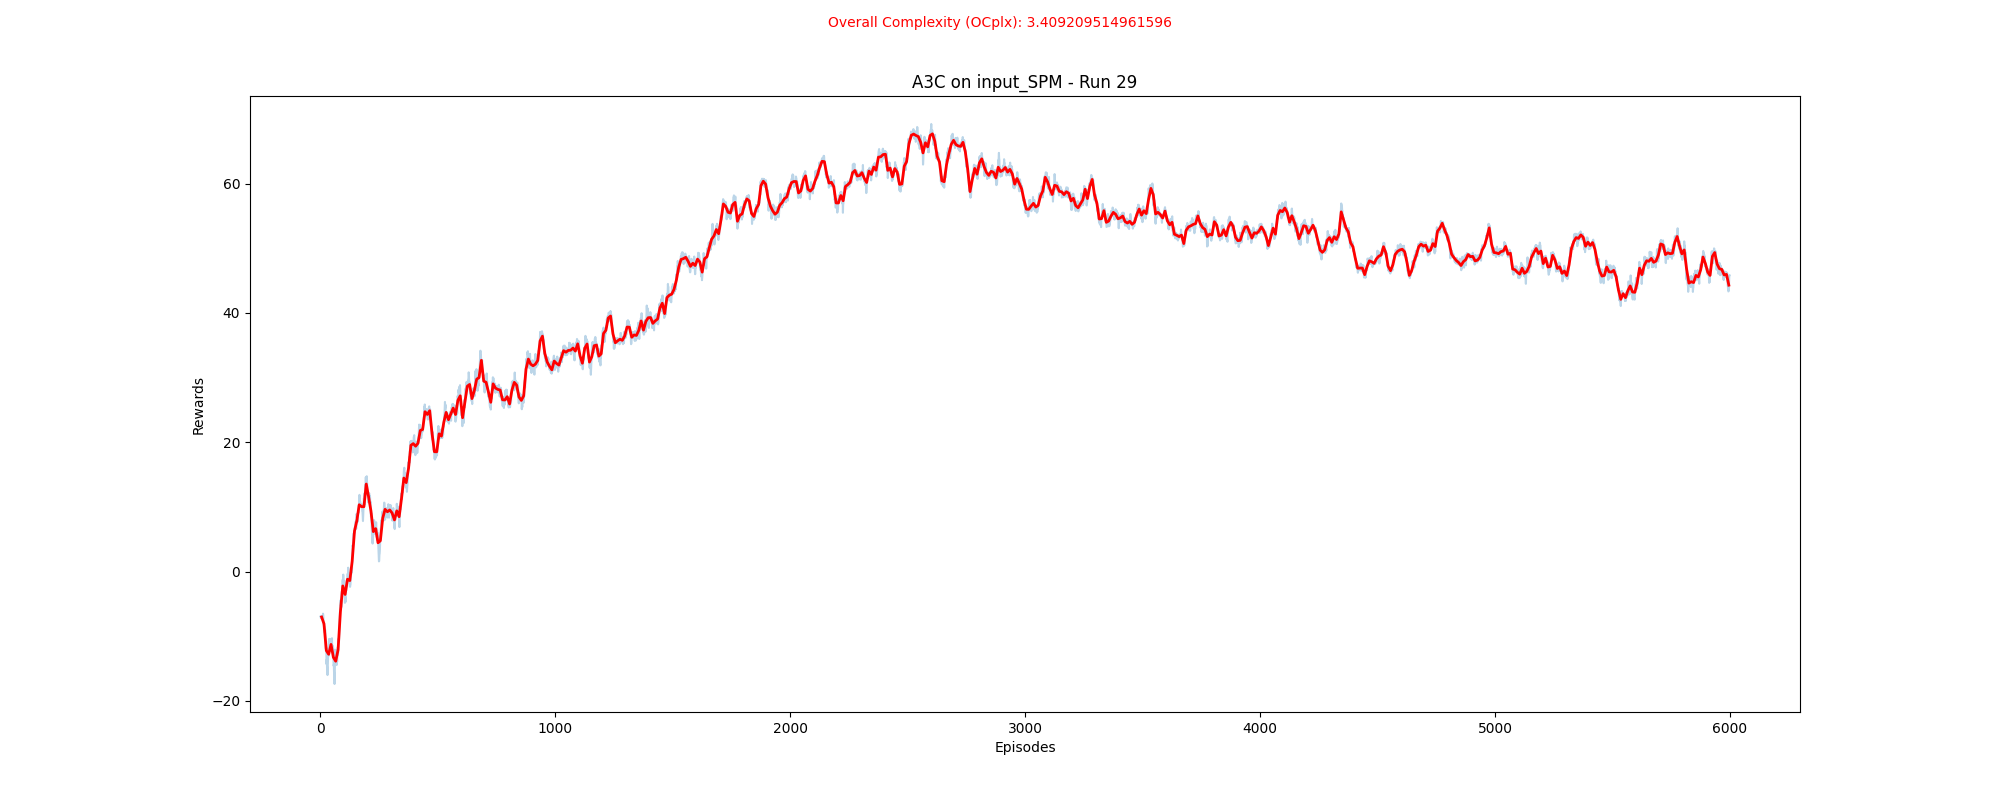 Overall Complexity (OCplx): 3.409209514961596
A3C on input_SPM - Run 29
Rewards
60
40
20
0
−20
0 1000 2000 3000 4000 5000 6000
Episodes